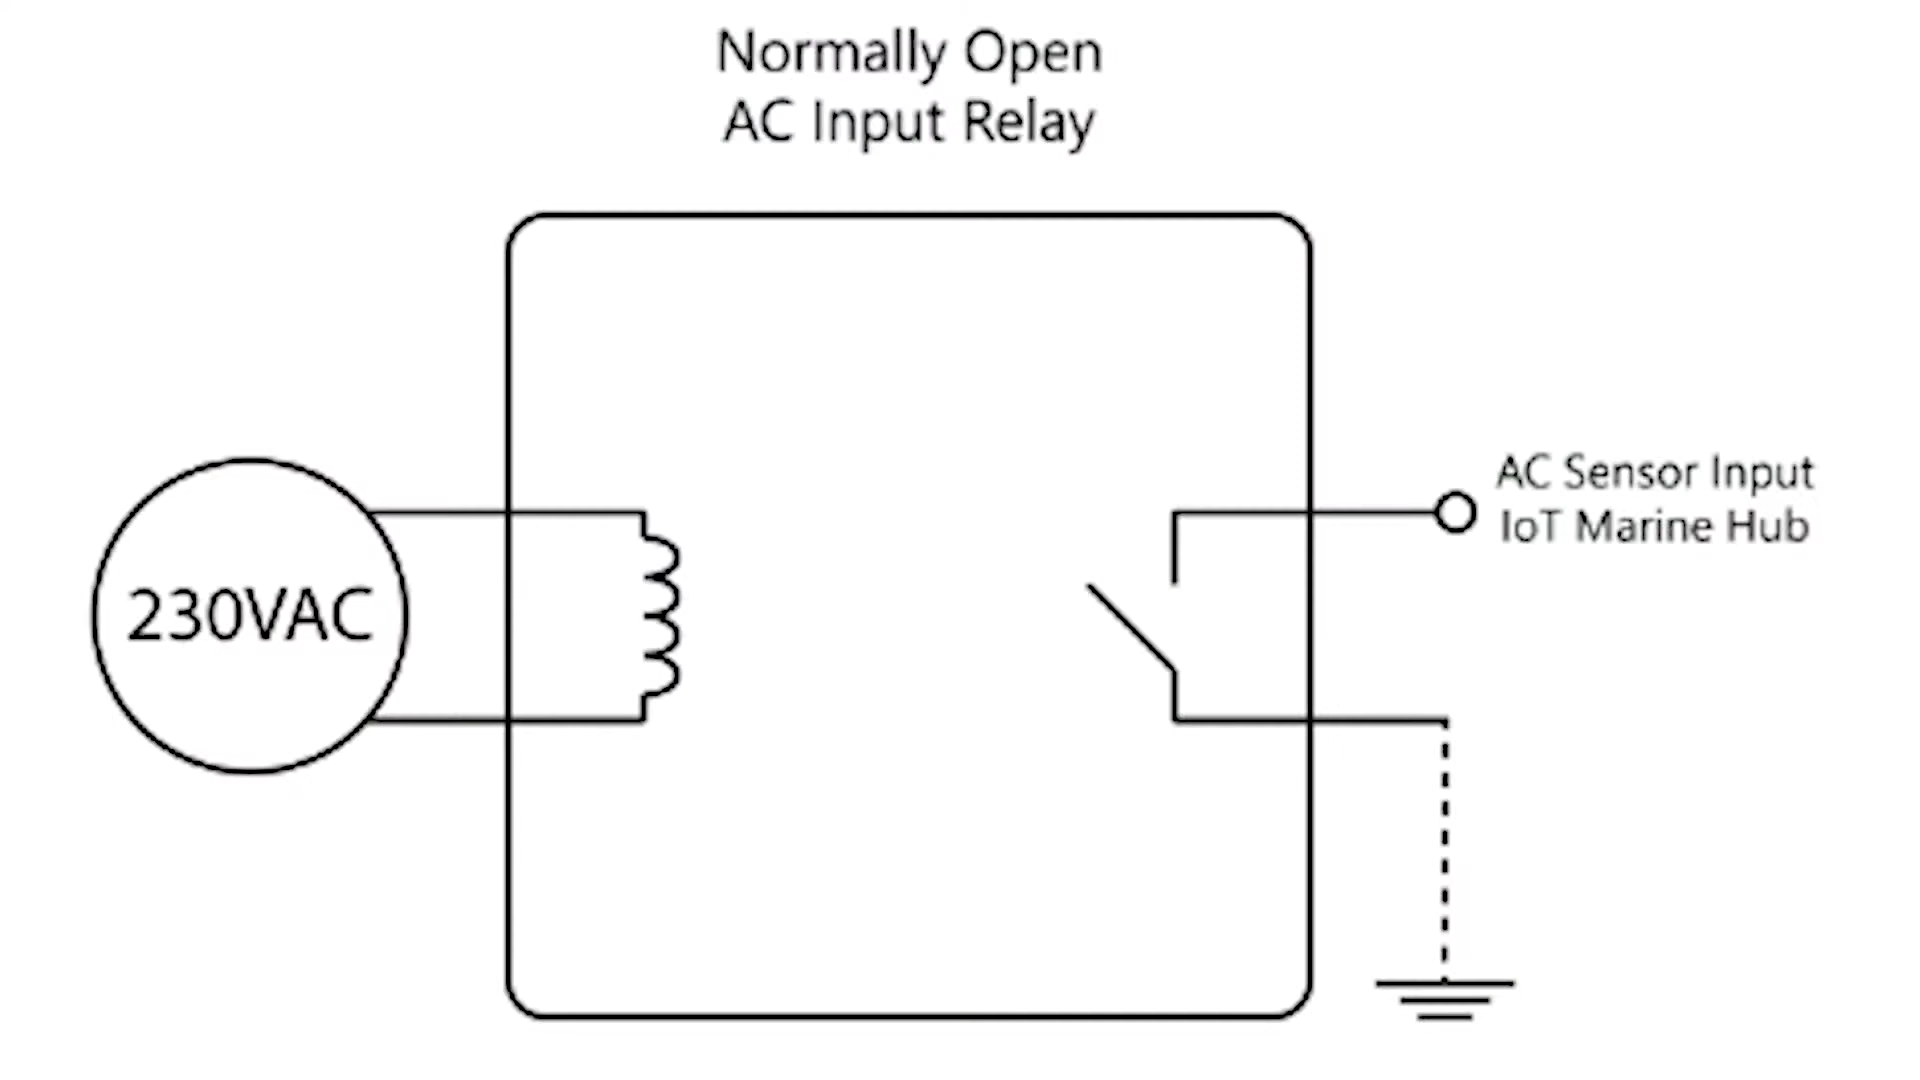 Normally Open
AC Input Relay
AC Sensor Input
IoT Marine Hub
230VAC